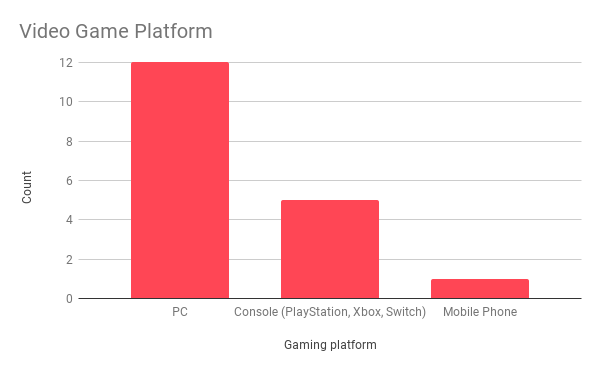 Video Game Platform
12
10
8
6
4
2
0
Count
PC
Console (PlayStation, Xbox, Switch)
Mobile Phone
Gaming platform